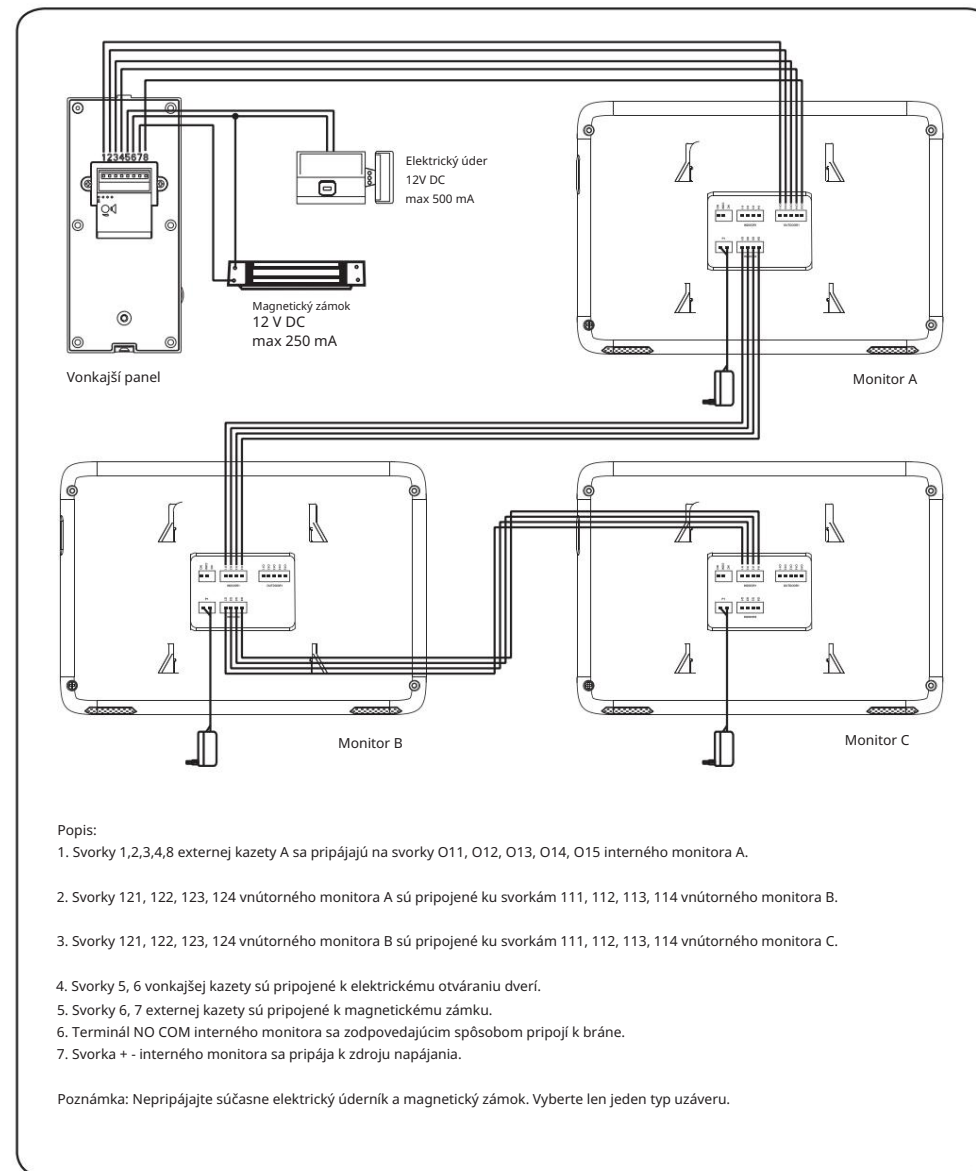 12345678
Elektrický úder
12V DC
max 500 mA
Magnetický zámok
12 V DC
max 250 mA
Vonkajší panel
Monitor A
Monitor B
Monitor C
Popis:
1. Svorky 1,2,3,4,8 externej kazety A sa pripájajú na svorky O11, O12, O13, O14, O15 interného monitora A.
2. Svorky 121, 122, 123, 124 vnútorného monitora A sú pripojené ku svorkám 111, 112, 113, 114 vnútorného monitora B.
3. Svorky 121, 122, 123, 124 vnútorného monitora B sú pripojené ku svorkám 111, 112, 113, 114 vnútorného monitora C.
4. Svorky 5, 6 vonkajšej kazety sú pripojené k elektrickému otváraniu dverí.
5. Svorky 6, 7 externej kazety sú pripojené k magnetickému zámku.
6. Terminál NO COM interného monitora sa zodpovedajúcim spôsobom pripojí k bráne.
7. Svorka + - interného monitora sa pripája k zdroju napájania.
Poznámka: Nepripájajte súčasne elektrický úderník a magnetický zámok. Vyberte len jeden typ uzáveru.